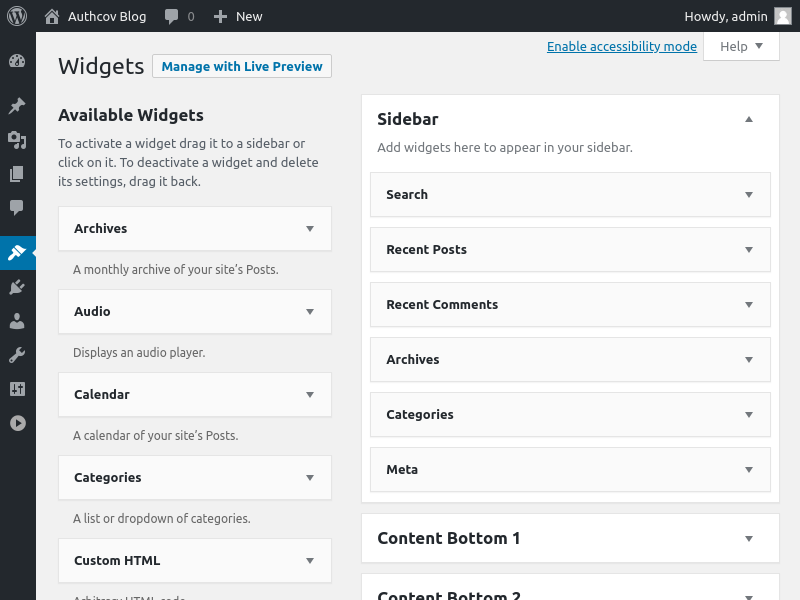 Authcov Blog
0
New
Howdy, admin
Enable accessibility mode
Help
Widgets
Manage with Live Preview
Available Widgets
To activate a widget drag it to a sidebar or
click on it. To deactivate a widget and delete
its settings, drag it back.
Archives
A monthly archive of your site’s Posts.
Audio
Displays an audio player.
Calendar
A calendar of your site’s Posts.
Categories
A list or dropdown of categories.
Custom HTML
Arbitrary HTML code.
Sidebar
Add widgets here to appear in your sidebar.
Search
Recent Posts
Recent Comments
Archives
Categories
Meta
Content Bottom 1
Content Bottom 2